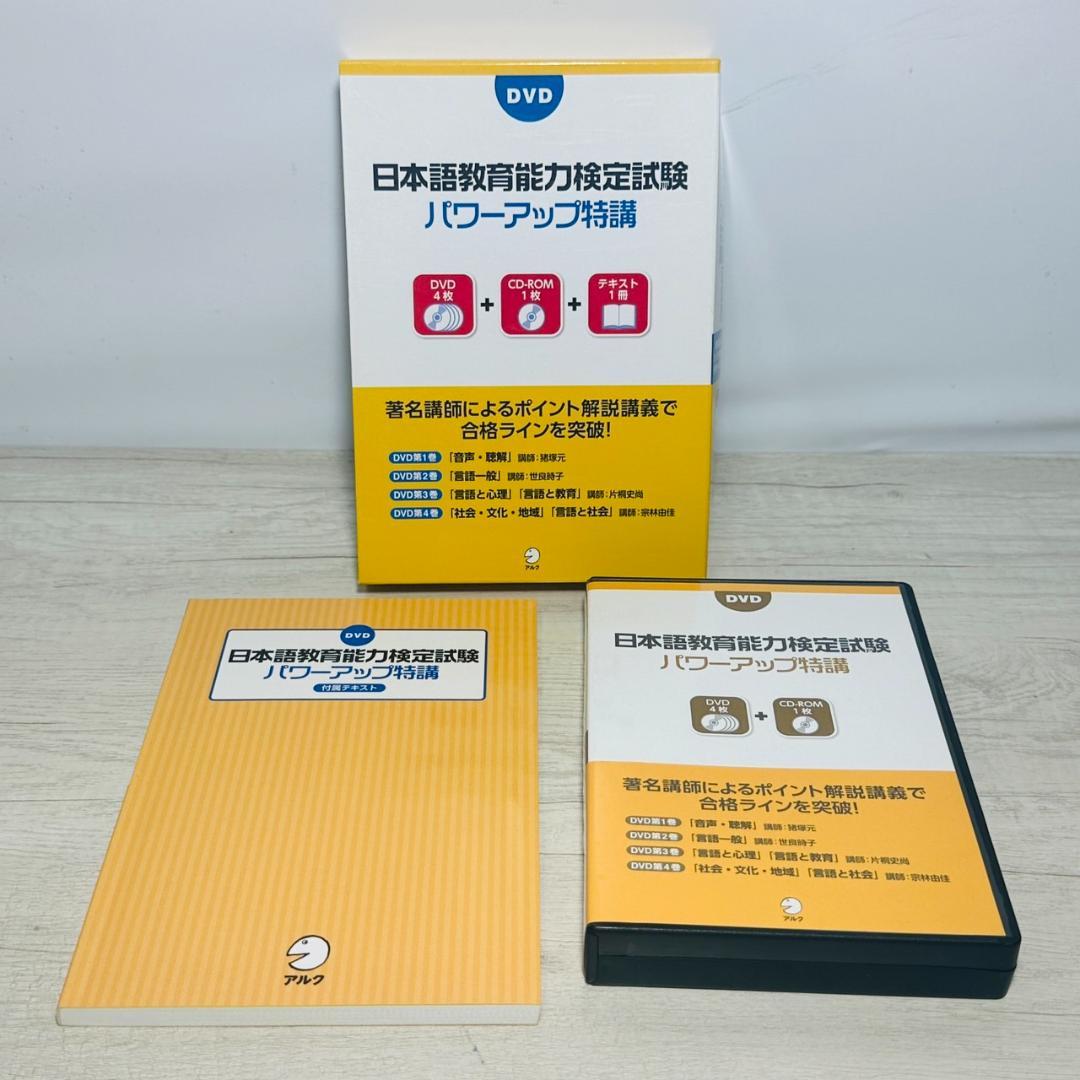 DVD
日本語教育能力検定試験
パワーアップ特講
DVD
4枚
+
CD-ROM
1枚
+
テキスト
1冊
著名講師によるポイント解説講義で
合格ラインを突破!
DVD第1巻 「音声・聴解」 講師:猪塚元
DVD第2巻 「言語一般」 講師:世良時子
DVD第3巻 「言語と心理」「言語と教育」 講師:片桐史尚
DVD第4巻 「社会・文化・地域」「言語と社会」 講師:宗林由佳
アルク
DVD
日本語教育能力検定試験
パワーアップ特講
付属テキスト
アルク
DVD
日本語教育能力検定試験
パワーアップ特講
DVD
4枚
+
CD-ROM
1枚
著名講師によるポイント解説講義で
合格ラインを突破!
DVD第1巻 「音声・聴解」 講師:猪塚元
DVD第2巻 「言語一般」 講師:世良時子
DVD第3巻 「言語と心理」「言語と教育」 講師:片桐史尚
DVD第4巻 「社会・文化・地域」「言語と社会」 講師:宗林由佳
アルク